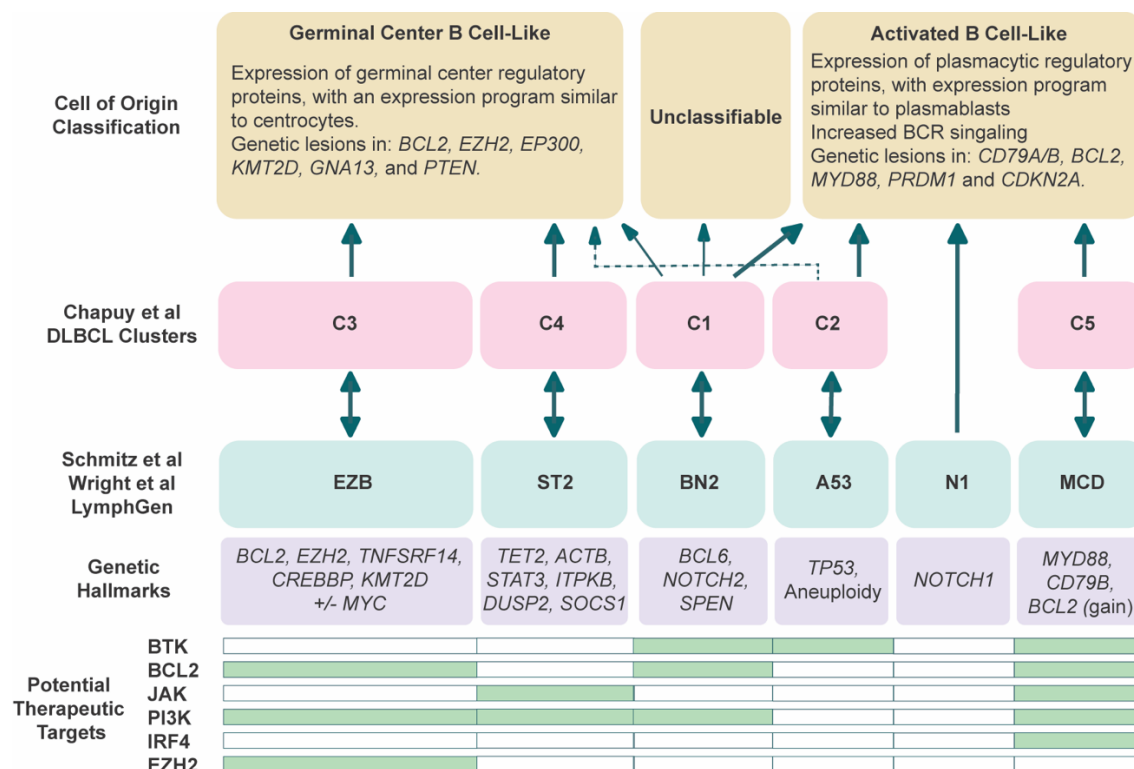 Cell of Origin
Classification
Germinal Center B Cell-Like
Expression of germinal center regulatory
proteins, with an expression program similar
to centrocytes.
Genetic lesions in: BCL2, EZH2, EP300,
KMT2D, GNA13, and PTEN.
Unclassifiable
Activated B Cell-Like
Expression of plasmacytic regulatory
proteins, with expression program
similar to plasmablasts
Increased BCR singaling
Genetic lesions in: CD79A/B, BCL2,
MYD88, PRDM1 and CDKN2A.
Chapuy et al
DLBCL Clusters
C3
C4
C1
C2
C5
Schmitz et al
Wright et al
LymphGen
EZB
ST2
BN2
A53
N1
MCD
Genetic
Hallmarks
BCL2, EZH2, TNFSRF14,
CREBBP, KMT2D
+/- MYC
TET2, ACTB,
STAT3, ITPKB,
DUSP2, SOCS1
BCL6,
NOTCH2,
SPEN
TP53,
Aneuploidy
NOTCH1
MYD88,
CD79B,
BCL2 (gain)
Potential
Therapeutic
Targets
BTK
BCL2
JAK
PI3K
IRF4
EZH2